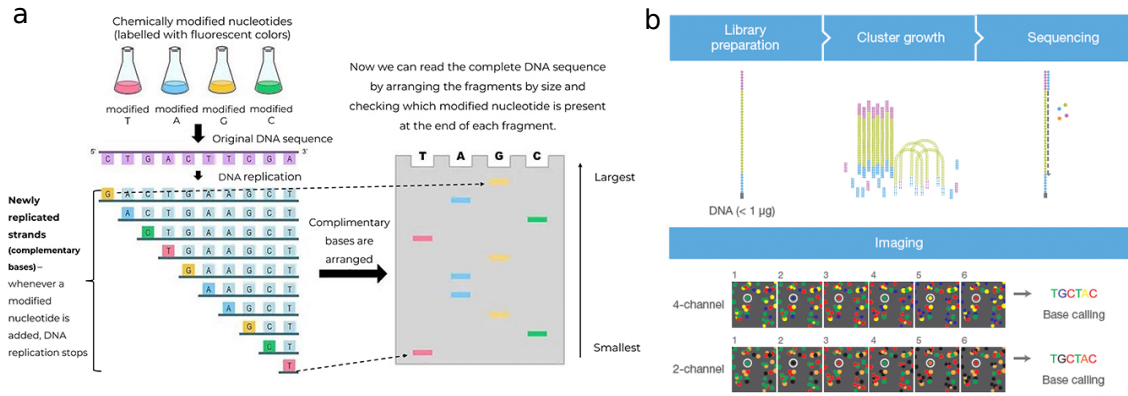 a
Chemically modified nucleotides
(labelled with fluorescent colors)
modified
T
modified
A
modified
G
modified
C
Original DNA sequence
5' C T G A C T T C G A 3'
DNA replication
Newly
replicated
strands
(complementary
bases) –
whenever a
modified
nucleotide is
added, DNA
replication stops
G A C T G A A G C T
A C T G A A G C T
C T G A A G C T
T G A A G C T
G A A G C T
A A G C T
A G C T
G C T
C T
T
Complimentary
bases are
arranged
Now we can read the complete DNA sequence
by arranging the fragments by size and
checking which modified nucleotide is present
at the end of each fragment.
T A G C
Largest
Smallest
b
Library
preparation
Cluster growth
Sequencing
DNA (< 1 µg)
Imaging
1 2 3 4 5 6
4-channel
TGCTAC
Base calling
1 2 3 4 5 6
2-channel
TGCTAC
Base calling